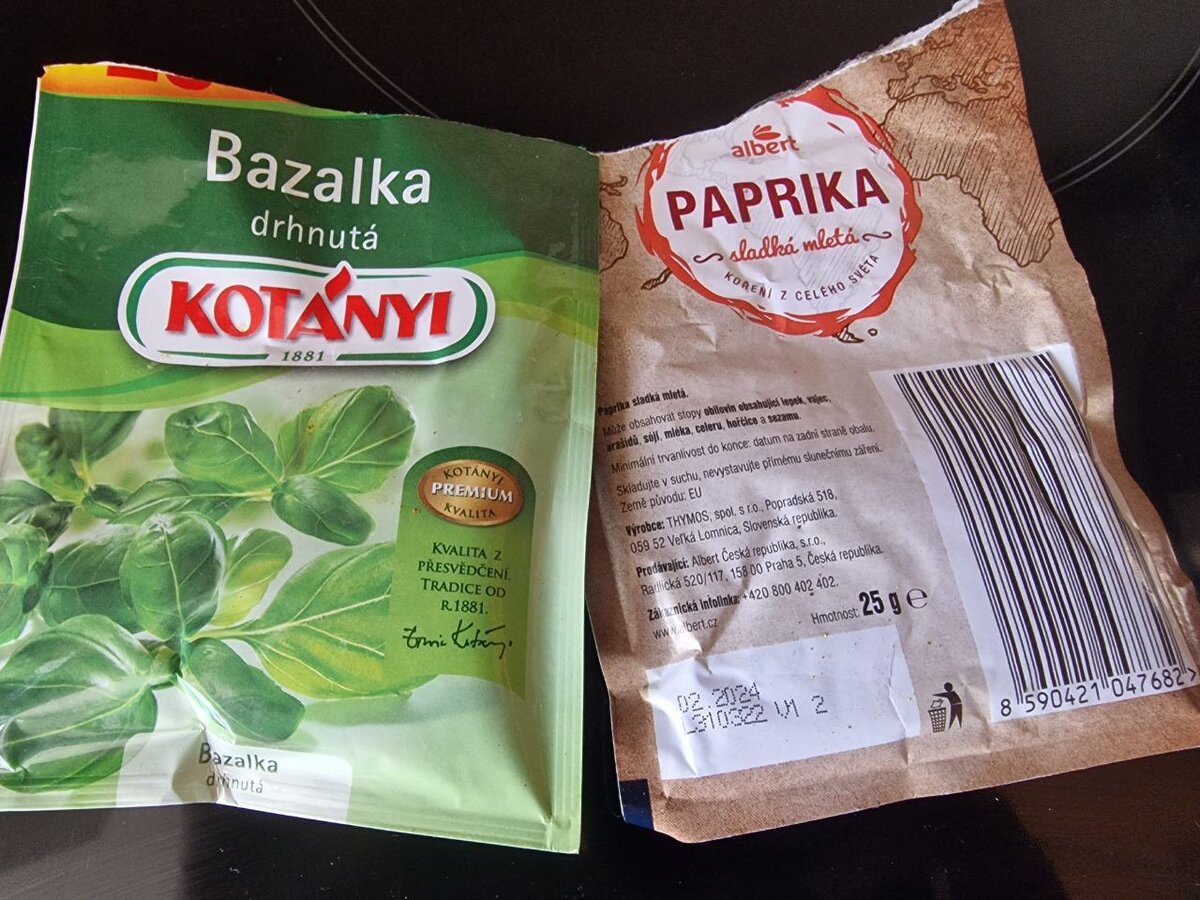 Bazalka
drhnutá
KOTÁNYI
1881
KOTÁNYI
PREMIUM
KVALITA
KVALITA Z
PŘESVĚDČENÍ.
TRADICE OD
R.1881.
Bazalka
drhnutá
albert
PAPRIKA
sladká mletá
KOŘENÍ Z CELÉHO SVĚTA
Paprika sladká mletá.
Může obsahovat stopy obilovin obsahující lepek, vajec,
arašídů, sóji, mléka, celeru, hořčice a sezamu.
Minimální trvanlivost do konce: datum na zadní straně obalu.
Skladujte v suchu, nevystavujte přímému slunečnímu záření.
Země původu: EU
Výrobce: THYMOS, spol. s r.o., Popradská 518,
059 52 Veľká Lomnica, Slovenská republika.
Prodávající: Albert Česká republika, s.r.o.,
Radlická 520/117, 158 00 Praha 5, Česká republika.
Zákaznická infolinka: +420 800 402 402.
www.albert.cz
Hmotnost: 25 g e
02.2024
L310322 V1 2
8 590421 047682 >